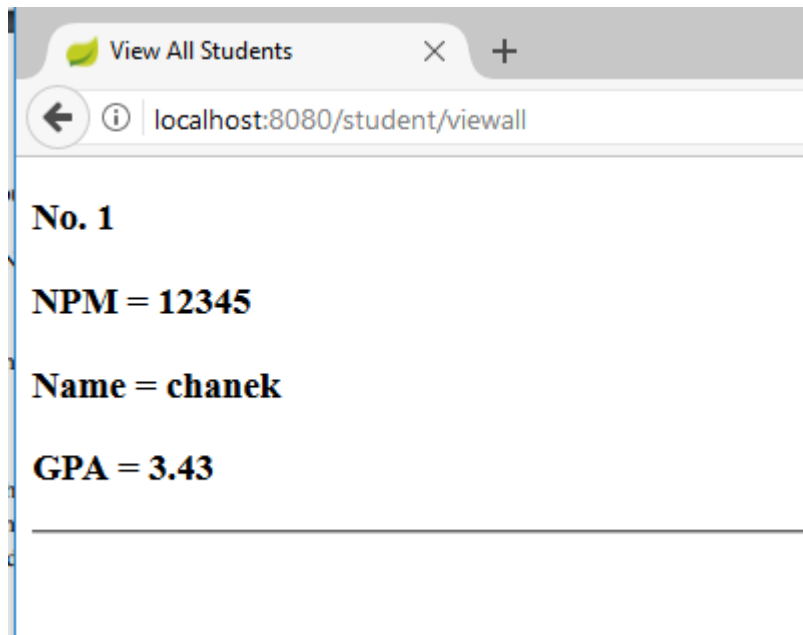 View All Students
localhost:8080/student/viewall
No. 1
NPM = 12345
Name = chanek
GPA = 3.43